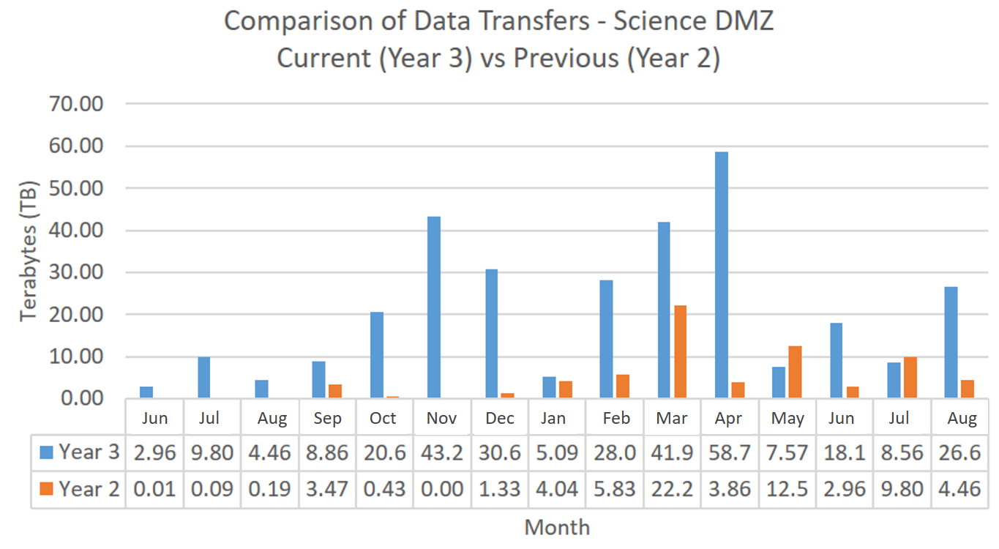 Comparison of Data Transfers - Science DMZ
Current (Year 3) vs Previous (Year 2)
70.00
60.00
50.00
40.00
30.00
20.00
10.00
0.00
Terabytes (TB)
Jun Jul Aug Sep Oct Nov Dec Jan Feb Mar Apr May Jun Jul Aug
Year 3 2.96 9.80 4.46 8.86 20.6 43.2 30.6 5.09 28.0 41.9 58.7 7.57 18.1 8.56 26.6
Year 2 0.01 0.09 0.19 3.47 0.43 0.00 1.33 4.04 5.83 22.2 3.86 12.5 2.96 9.80 4.46
Month